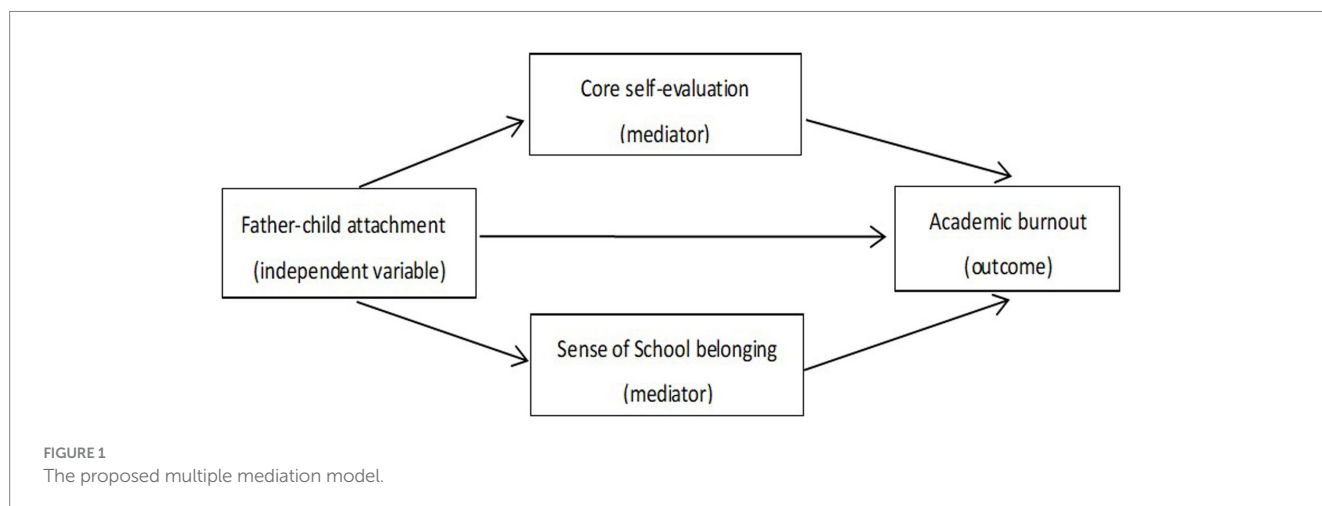 Core self-evaluation
(mediator)
Father-child attachment
(independent variable)
Academic burnout
(outcome)
Sense of School belonging
(mediator)
FIGURE 1
The proposed multiple mediation model.